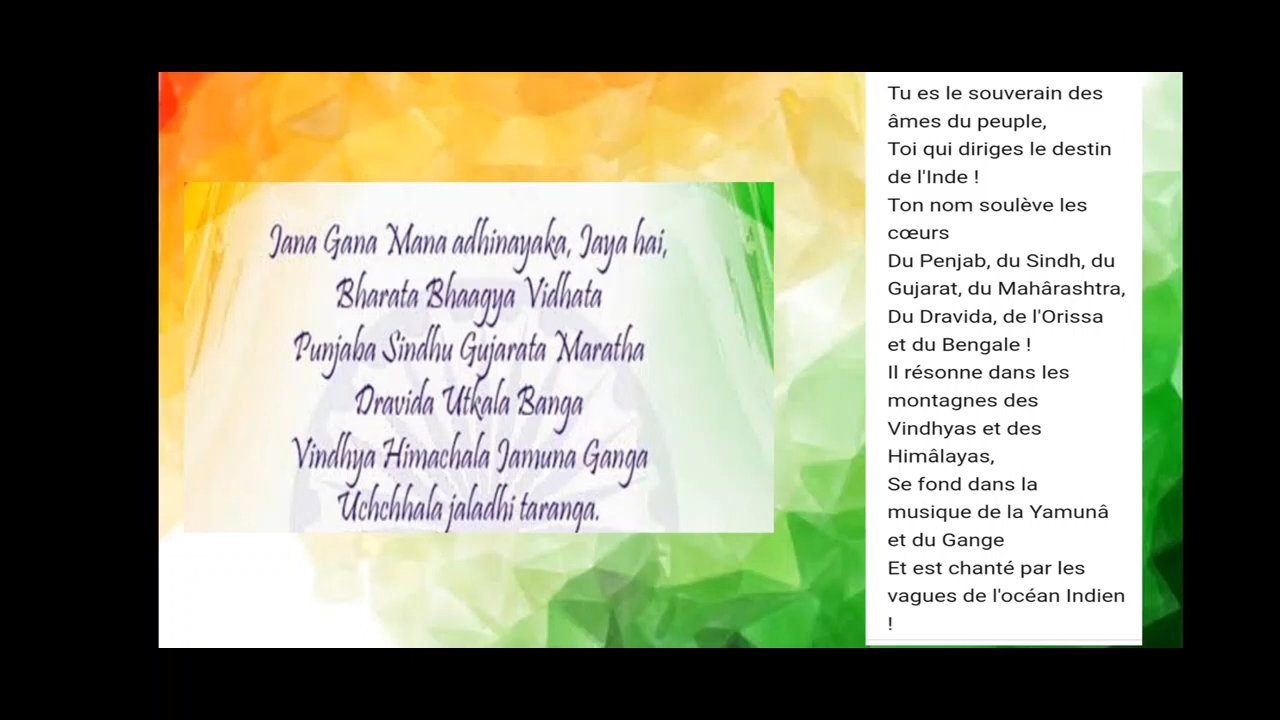 Jana Gana Mana adhinayaka, Jaya hai,
Bharata Bhaagya Vidhata
Punjaba Sindhu Gujarata Maratha
Dravida Utkala Banga
Vindhya Himachala Jamuna Ganga
Uchchhala jaladhi taranga.
Tu es le souverain des
âmes du peuple,
Toi qui diriges le destin
de l'Inde !
Ton nom soulève les
cœurs
Du Penjab, du Sindh, du
Gujarat, du Mahârashtra,
Du Dravida, de l'Orissa
et du Bengale !
Il résonne dans les
montagnes des
Vindhyas et des
Himâlayas,
Se fond dans la
musique de la Yamunâ
et du Gange
Et est chanté par les
vagues de l'océan Indien
!